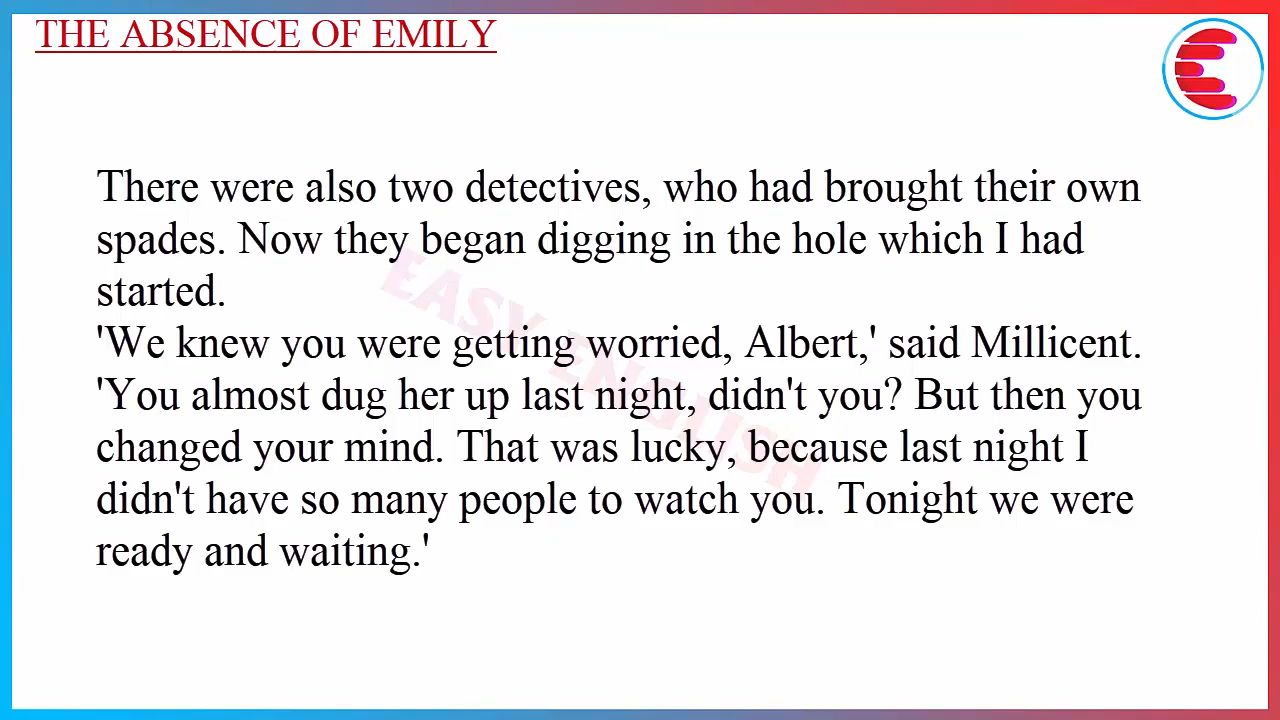 THE ABSENCE OF EMILY
There were also two detectives, who had brought their own
spades. Now they began digging in the hole which I had
started.
'We knew you were getting worried, Albert,' said Millicent.
'You almost dug her up last night, didn't you? But then you
changed your mind. That was lucky, because last night I
didn't have so many people to watch you. Tonight we were
ready and waiting.'
EASY ENGLISH